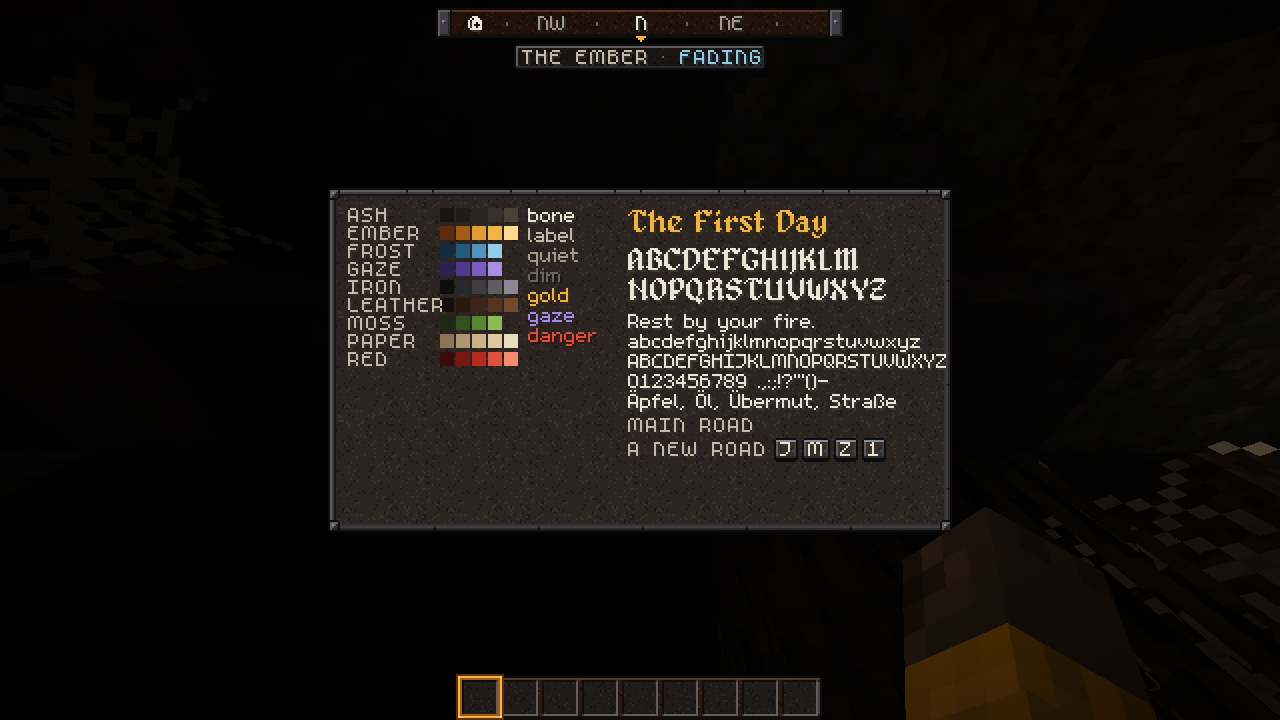 NW · N · NE ·
THE EMBER · FADING
ASH
EMBER
FROST
GAZE
IRON
LEATHER
MOSS
PAPER
RED
bone
label
quiet
dim
gold
gaze
danger
The First Day
ABCDEFGHIJKLM
NOPQRSTUVWXYZ
Rest by your fire.
abcdefghijklmnopqrstuvwxyz
ABCDEFGHIJKLMNOPQRSTUVWXYZ
0123456789 .,:;!?'"()-
Äpfel, Öl, Übermut, Straße
MAIN ROAD
A NEW ROAD J M Z 1